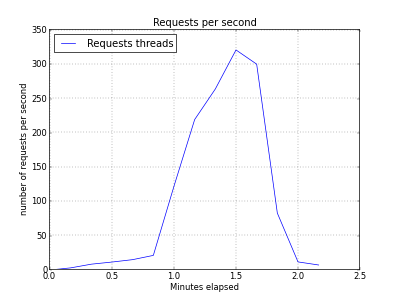 Requests per second
350
300
250
200
150
100
50
0
Requests threads
number of requests per second
0.0 0.5 1.0 1.5 2.0 2.5
Minutes elapsed